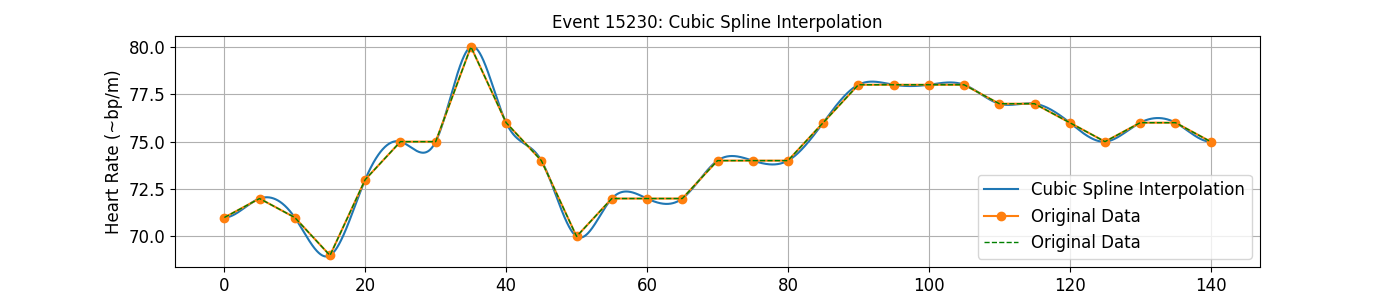 Event 15230: Cubic Spline Interpolation
Heart Rate (~bp/m)
80.0
77.5
75.0
72.5
70.0
Cubic Spline Interpolation
Original Data
Original Data
0 20 40 60 80 100 120 140